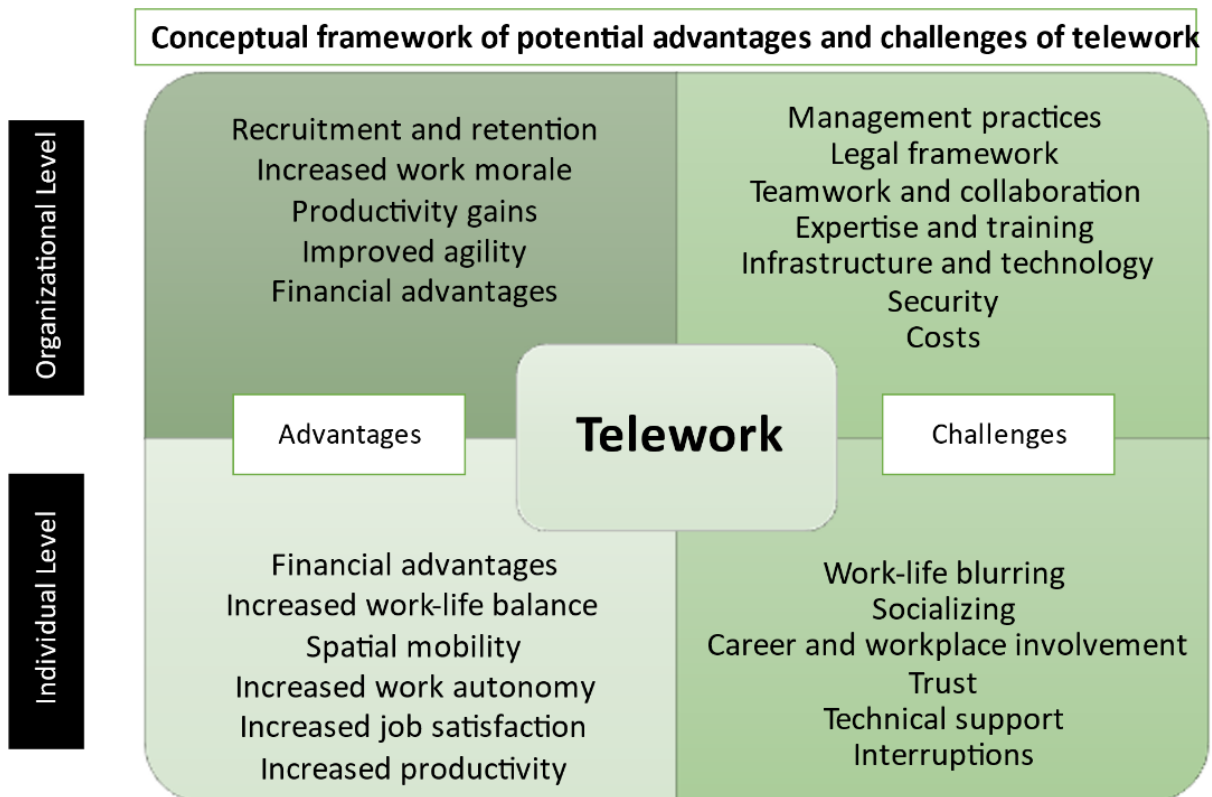 Conceptual framework of potential advantages and challenges of telework
Organizational Level
Recruitment and retention
Increased work morale
Productivity gains
Improved agility
Financial advantages
Management practices
Legal framework
Teamwork and collaboration
Expertise and training
Infrastructure and technology
Security
Costs
Advantages
Telework
Challenges
Individual Level
Financial advantages
Increased work-life balance
Spatial mobility
Increased work autonomy
Increased job satisfaction
Increased productivity
Work-life blurring
Socializing
Career and workplace involvement
Trust
Technical support
Interruptions